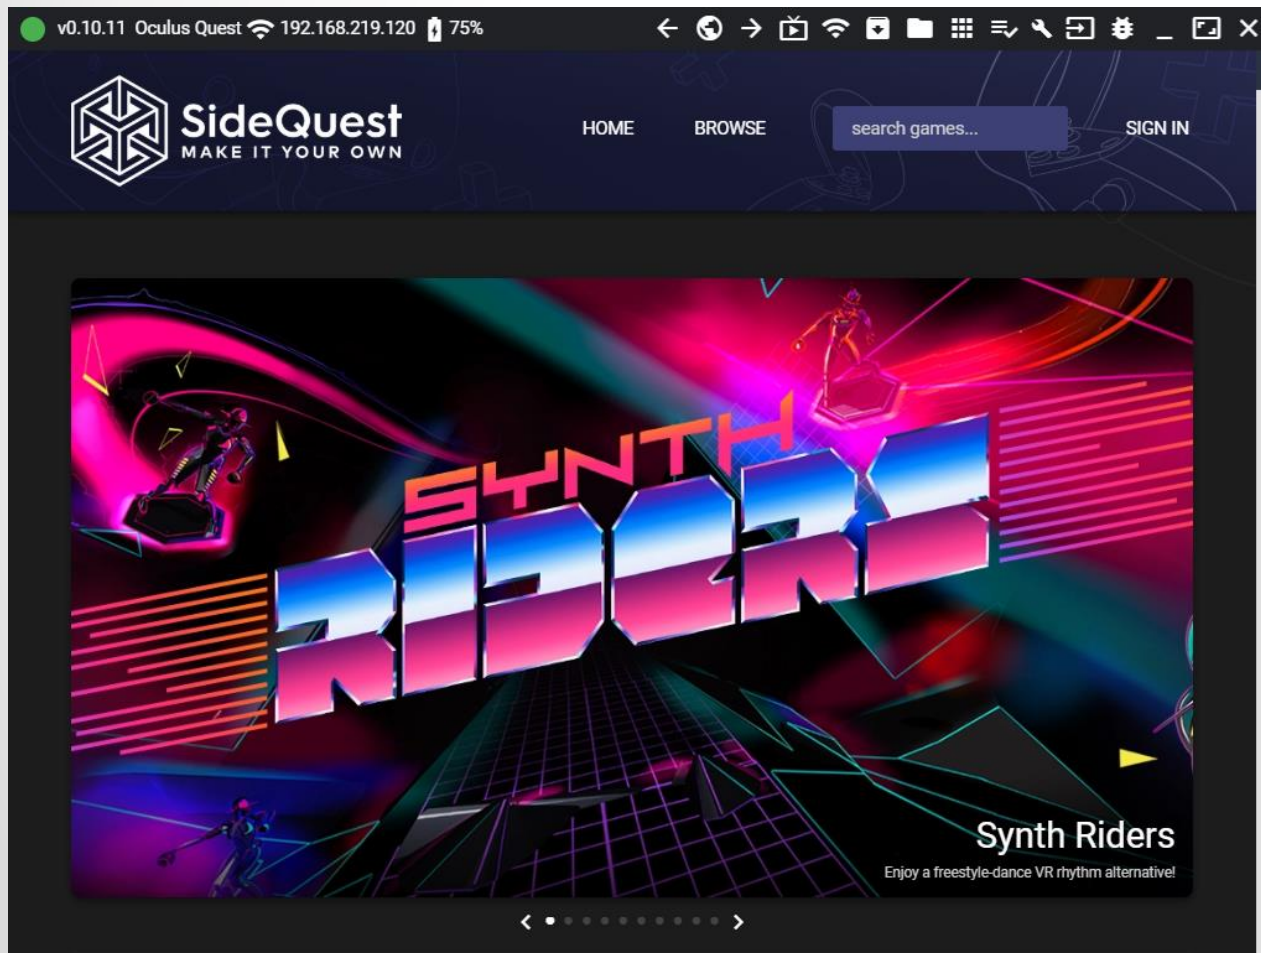 v0.10.11 Oculus Quest 192.168.219.120 75%
SideQuest
MAKE IT YOUR OWN
HOME BROWSE search games... SIGN IN
SYNTH
RIDERS
Synth Riders
Enjoy a freestyle-dance VR rhythm alternative!